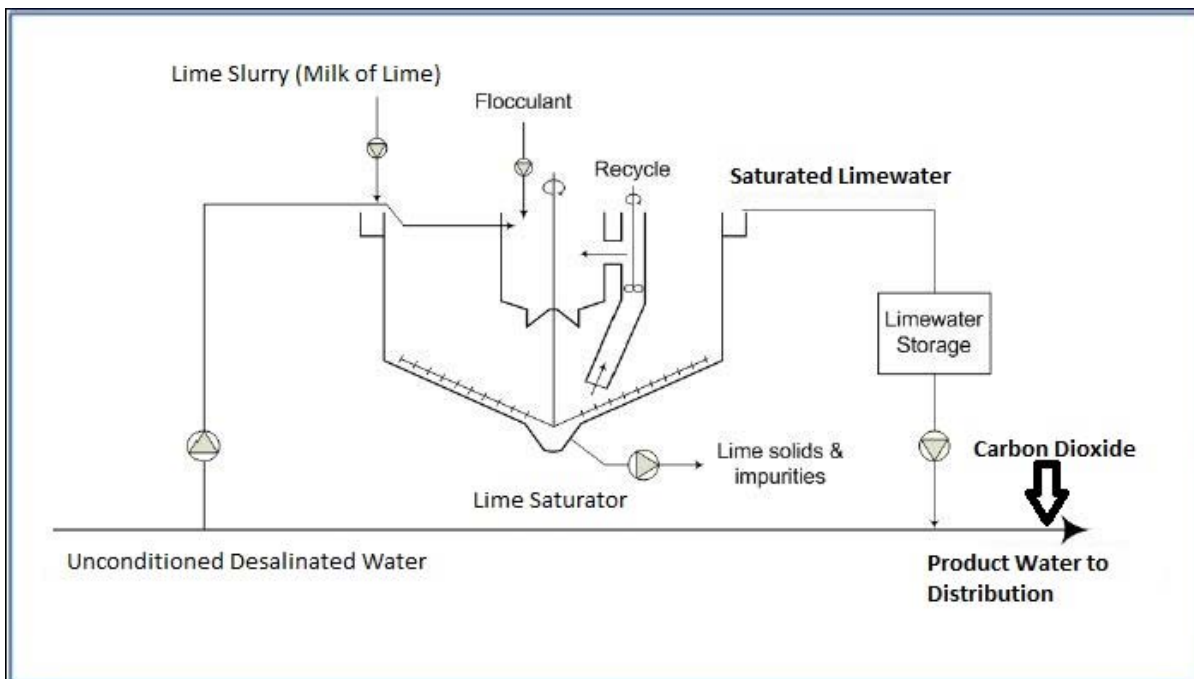 Lime Slurry (Milk of Lime)
Flocculant
Recycle
Saturated Limewater
Limewater
Storage
Carbon Dioxide
Lime solids &
impurities
Lime Saturator
Unconditioned Desalinated Water
Product Water to
Distribution